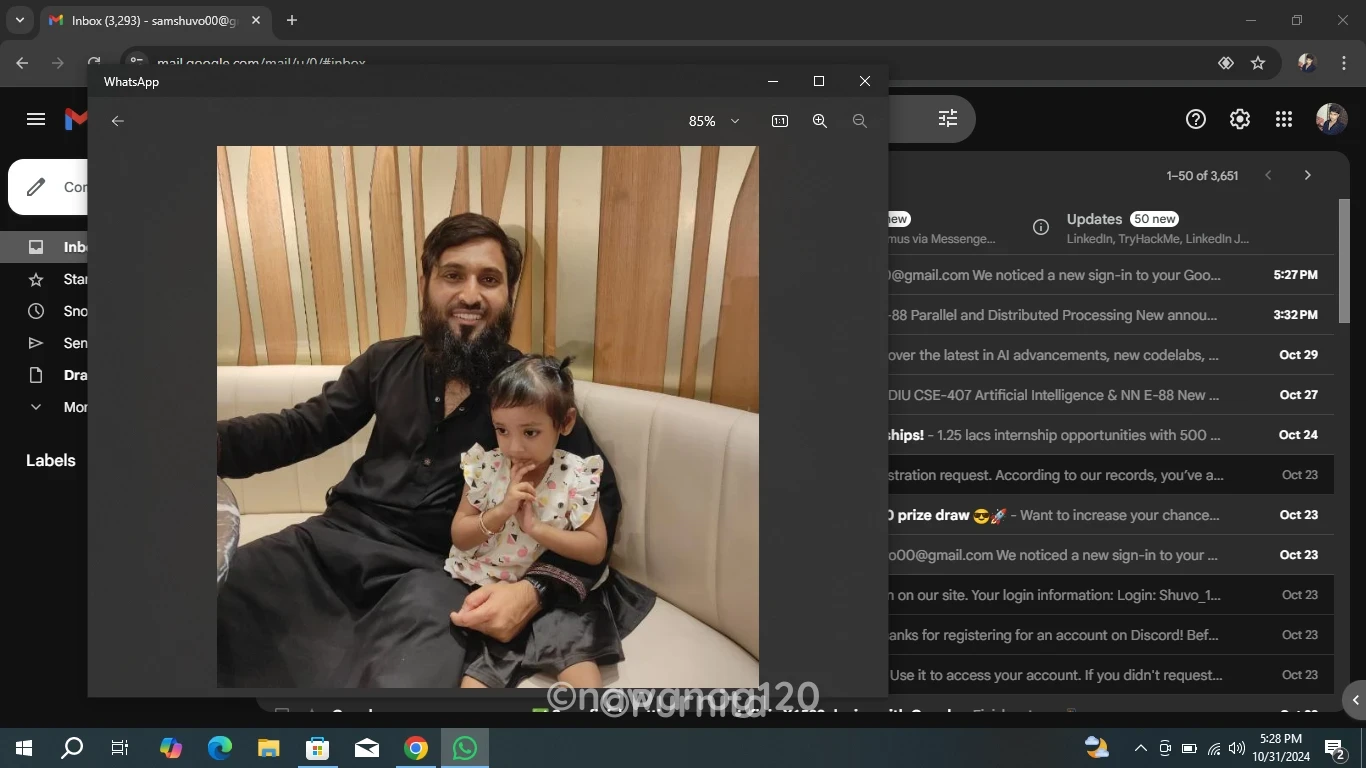 Inbox (3,293) - samshuvo00@g
mail.google.com/mail/u/0/#inbox
WhatsApp
85%
1:1
1–50 of 3,651
new
Updates 50 new
mus via Messenge...
LinkedIn, TryHackMe, LinkedIn J...
Inb
Star
Sno
Sen
Dra
Mor
Labels
0@gmail.com We noticed a new sign-in to your Goo... 5:27 PM
-88 Parallel and Distributed Processing New annou... 3:32 PM
over the latest in AI advancements, new codelabs, ... Oct 29
DIU CSE-407 Artificial Intelligence & NN E-88 New ... Oct 27
ships! - 1.25 lacs internship opportunities with 500 ... Oct 24
stration request. According to our records, you've a... Oct 23
0 prize draw 😎🚀 - Want to increase your chance... Oct 23
o00@gmail.com We noticed a new sign-in to your ... Oct 23
n on our site. Your login information: Login: Shuvo_1... Oct 23
anks for registering for an account on Discord! Bef... Oct 23
Use it to access your account. If you didn't request... Oct 23
5:28 PM
10/31/2024
2